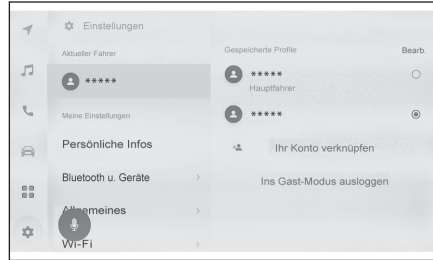 Einstellungen
Aktueller Fahrer
*****
Meine Einstellungen
Persönliche Infos
Bluetooth u. Geräte
Allgemeines
Wi-Fi
Gespeicherte Profile
Bearb.
*****
Hauptfahrer
*****
Ihr Konto verknüpfen
Ins Gast-Modus ausloggen